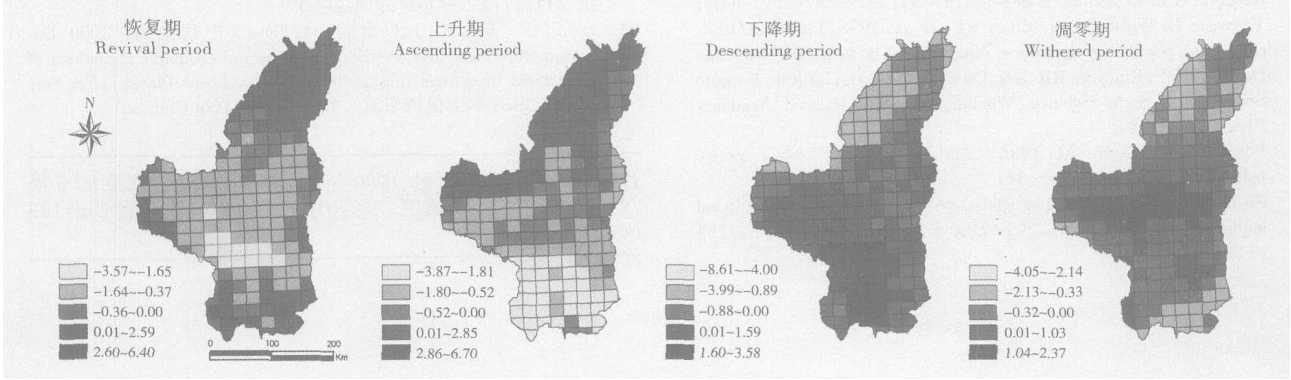 恢复期
Revival period
上升期
Ascending period
下降期
Descending period
凋零期
Withered period
N
-3.57~-1.65
-1.64~-0.37
-0.36~0.00
0.01~2.59
2.60~6.40
0 100 200
Km
-3.87~-1.81
-1.80~-0.52
-0.52~0.00
0.01~2.85
2.86~6.70
-8.61~-4.00
-3.99~-0.89
-0.88~0.00
0.01~1.59
1.60~3.58
-4.05~-2.14
-2.13~-0.33
-0.32~0.00
0.01~1.03
1.04~2.37